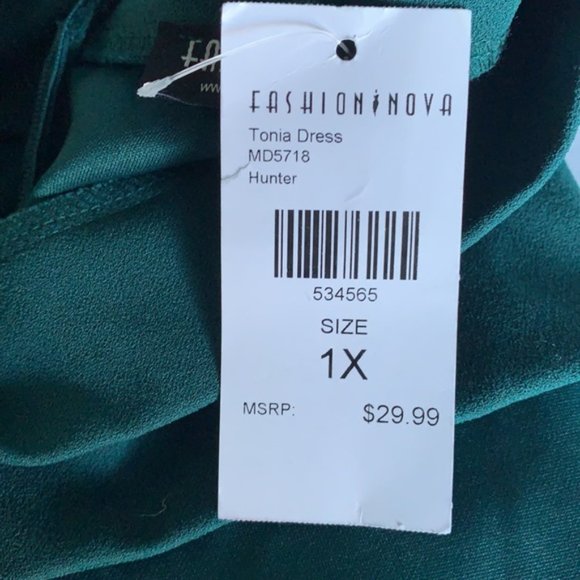 FASHION NOVA
Tonia Dress
MD5718
Hunter
534565
SIZE
1X
MSRP: $29.99